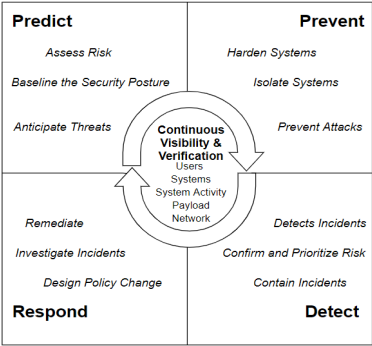 Predict
Assess Risk
Baseline the Security Posture
Anticipate Threats
Prevent
Harden Systems
Isolate Systems
Prevent Attacks
Continuous
Visibility &
Verification
Users
Systems
System Activity
Payload
Network
Remediate
Investigate Incidents
Design Policy Change
Respond
Detects Incidents
Confirm and Prioritize Risk
Contain Incidents
Detect